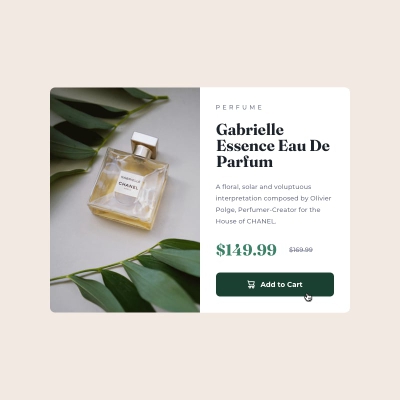 PERFUME
Gabrielle
Essence Eau De
Parfum
A floral, solar and voluptuous
interpretation composed by Olivier
Polge, Perfumer-Creator for the
House of CHANEL.
$149.99 $169.99
Add to Cart
GABRIELLE
CHANEL